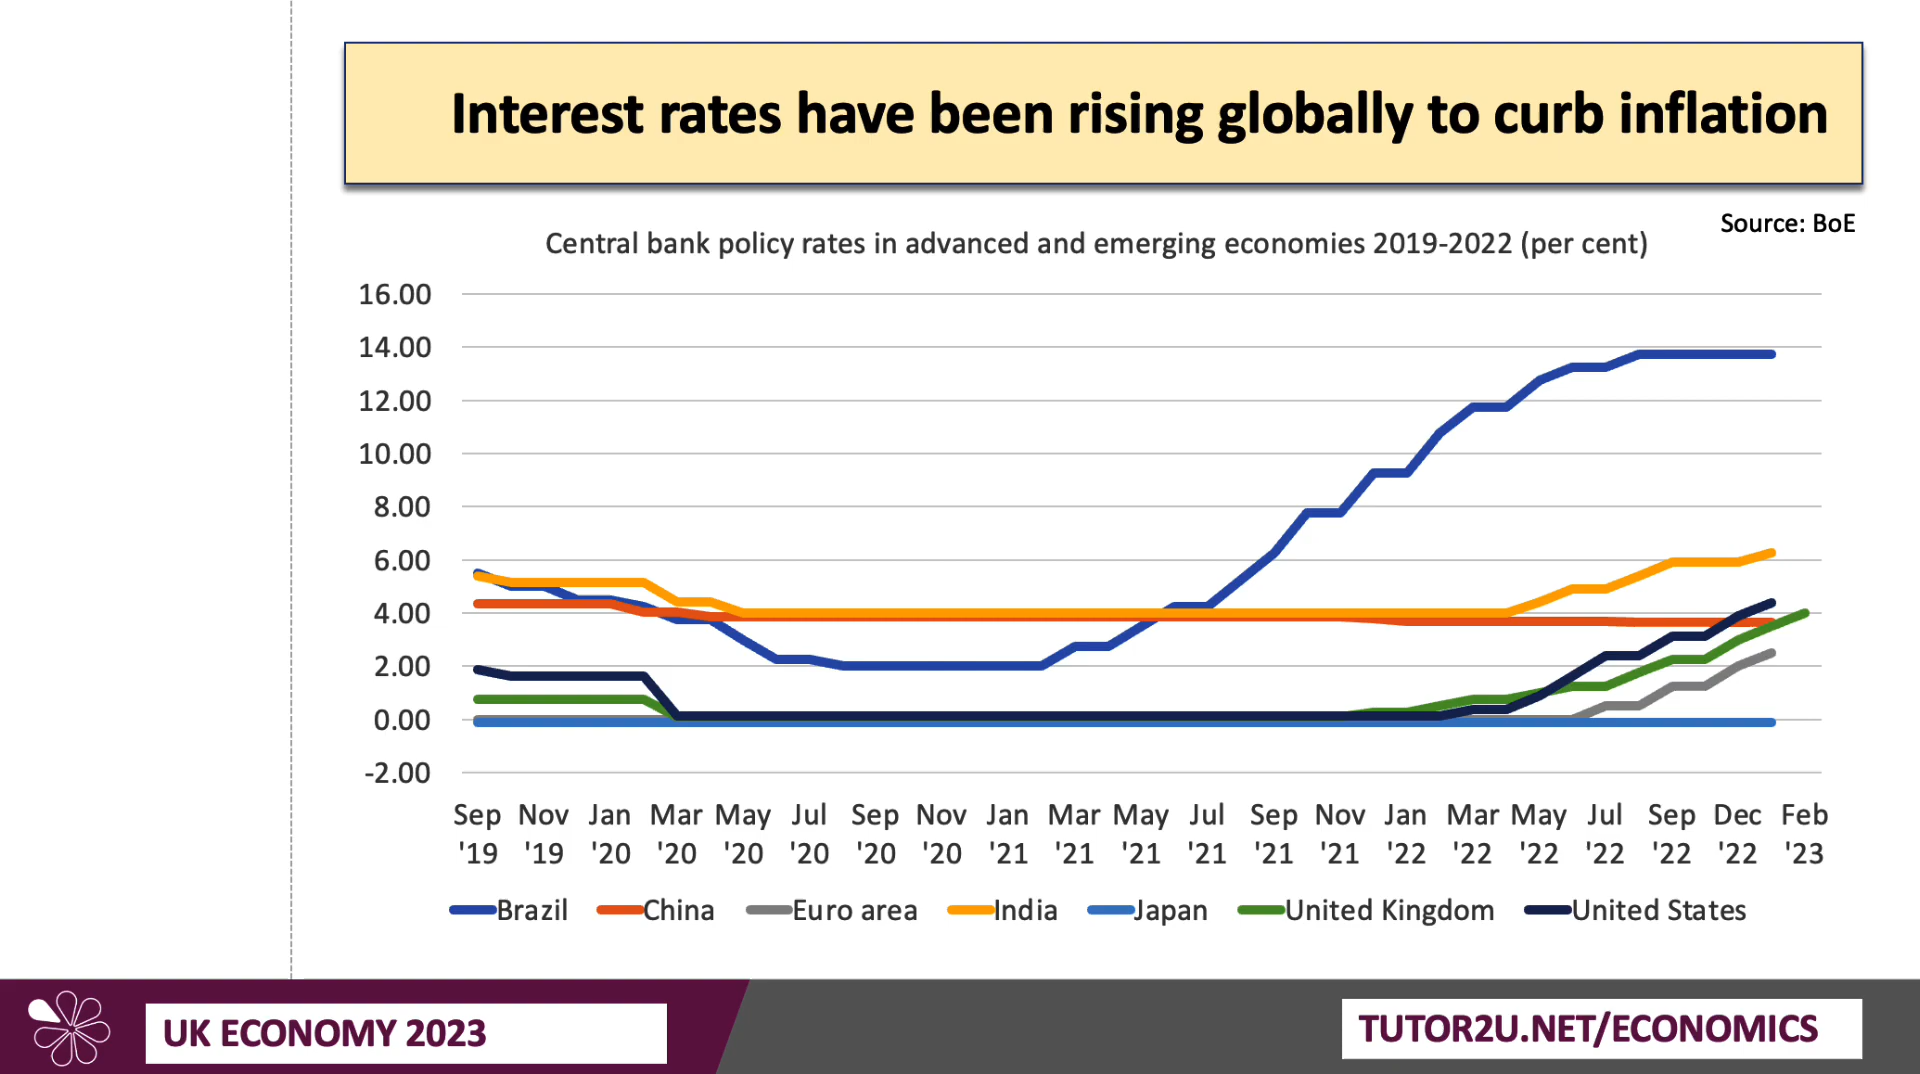 Interest rates have been rising globally to curb inflation
Source: BoE
Central bank policy rates in advanced and emerging economies 2019-2022 (per cent)
16.00
14.00
12.00
10.00
8.00
6.00
4.00
2.00
0.00
-2.00
Sep Nov Jan Mar May Jul Sep Nov Jan Mar May Jul Sep Nov Jan Mar May Jul Sep Dec Feb
'19 '19 '20 '20 '20 '20 '20 '20 '21 '21 '21 '21 '21 '21 '22 '22 '22 '22 '22 '22 '23
Brazil China Euro area India Japan United Kingdom United States
UK ECONOMY 2023
TUTOR2U.NET/ECONOMICS